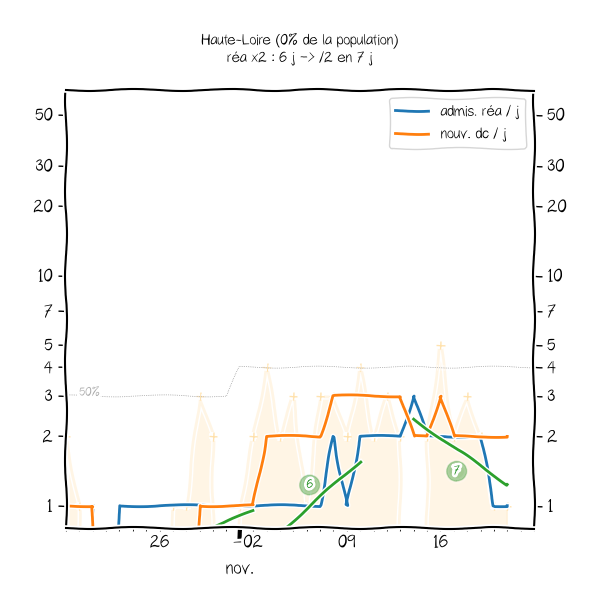 Haute-Loire (0% de la population)
réa x2 : 6 j -> /2 en 7 j
admis. réa / j
nouv. dc / j
50 50
30 30
20 20
10 10
7 7
5 5
4 4
50%
3 3
2 2
7
6
1 1
26 02 09 16
nov.